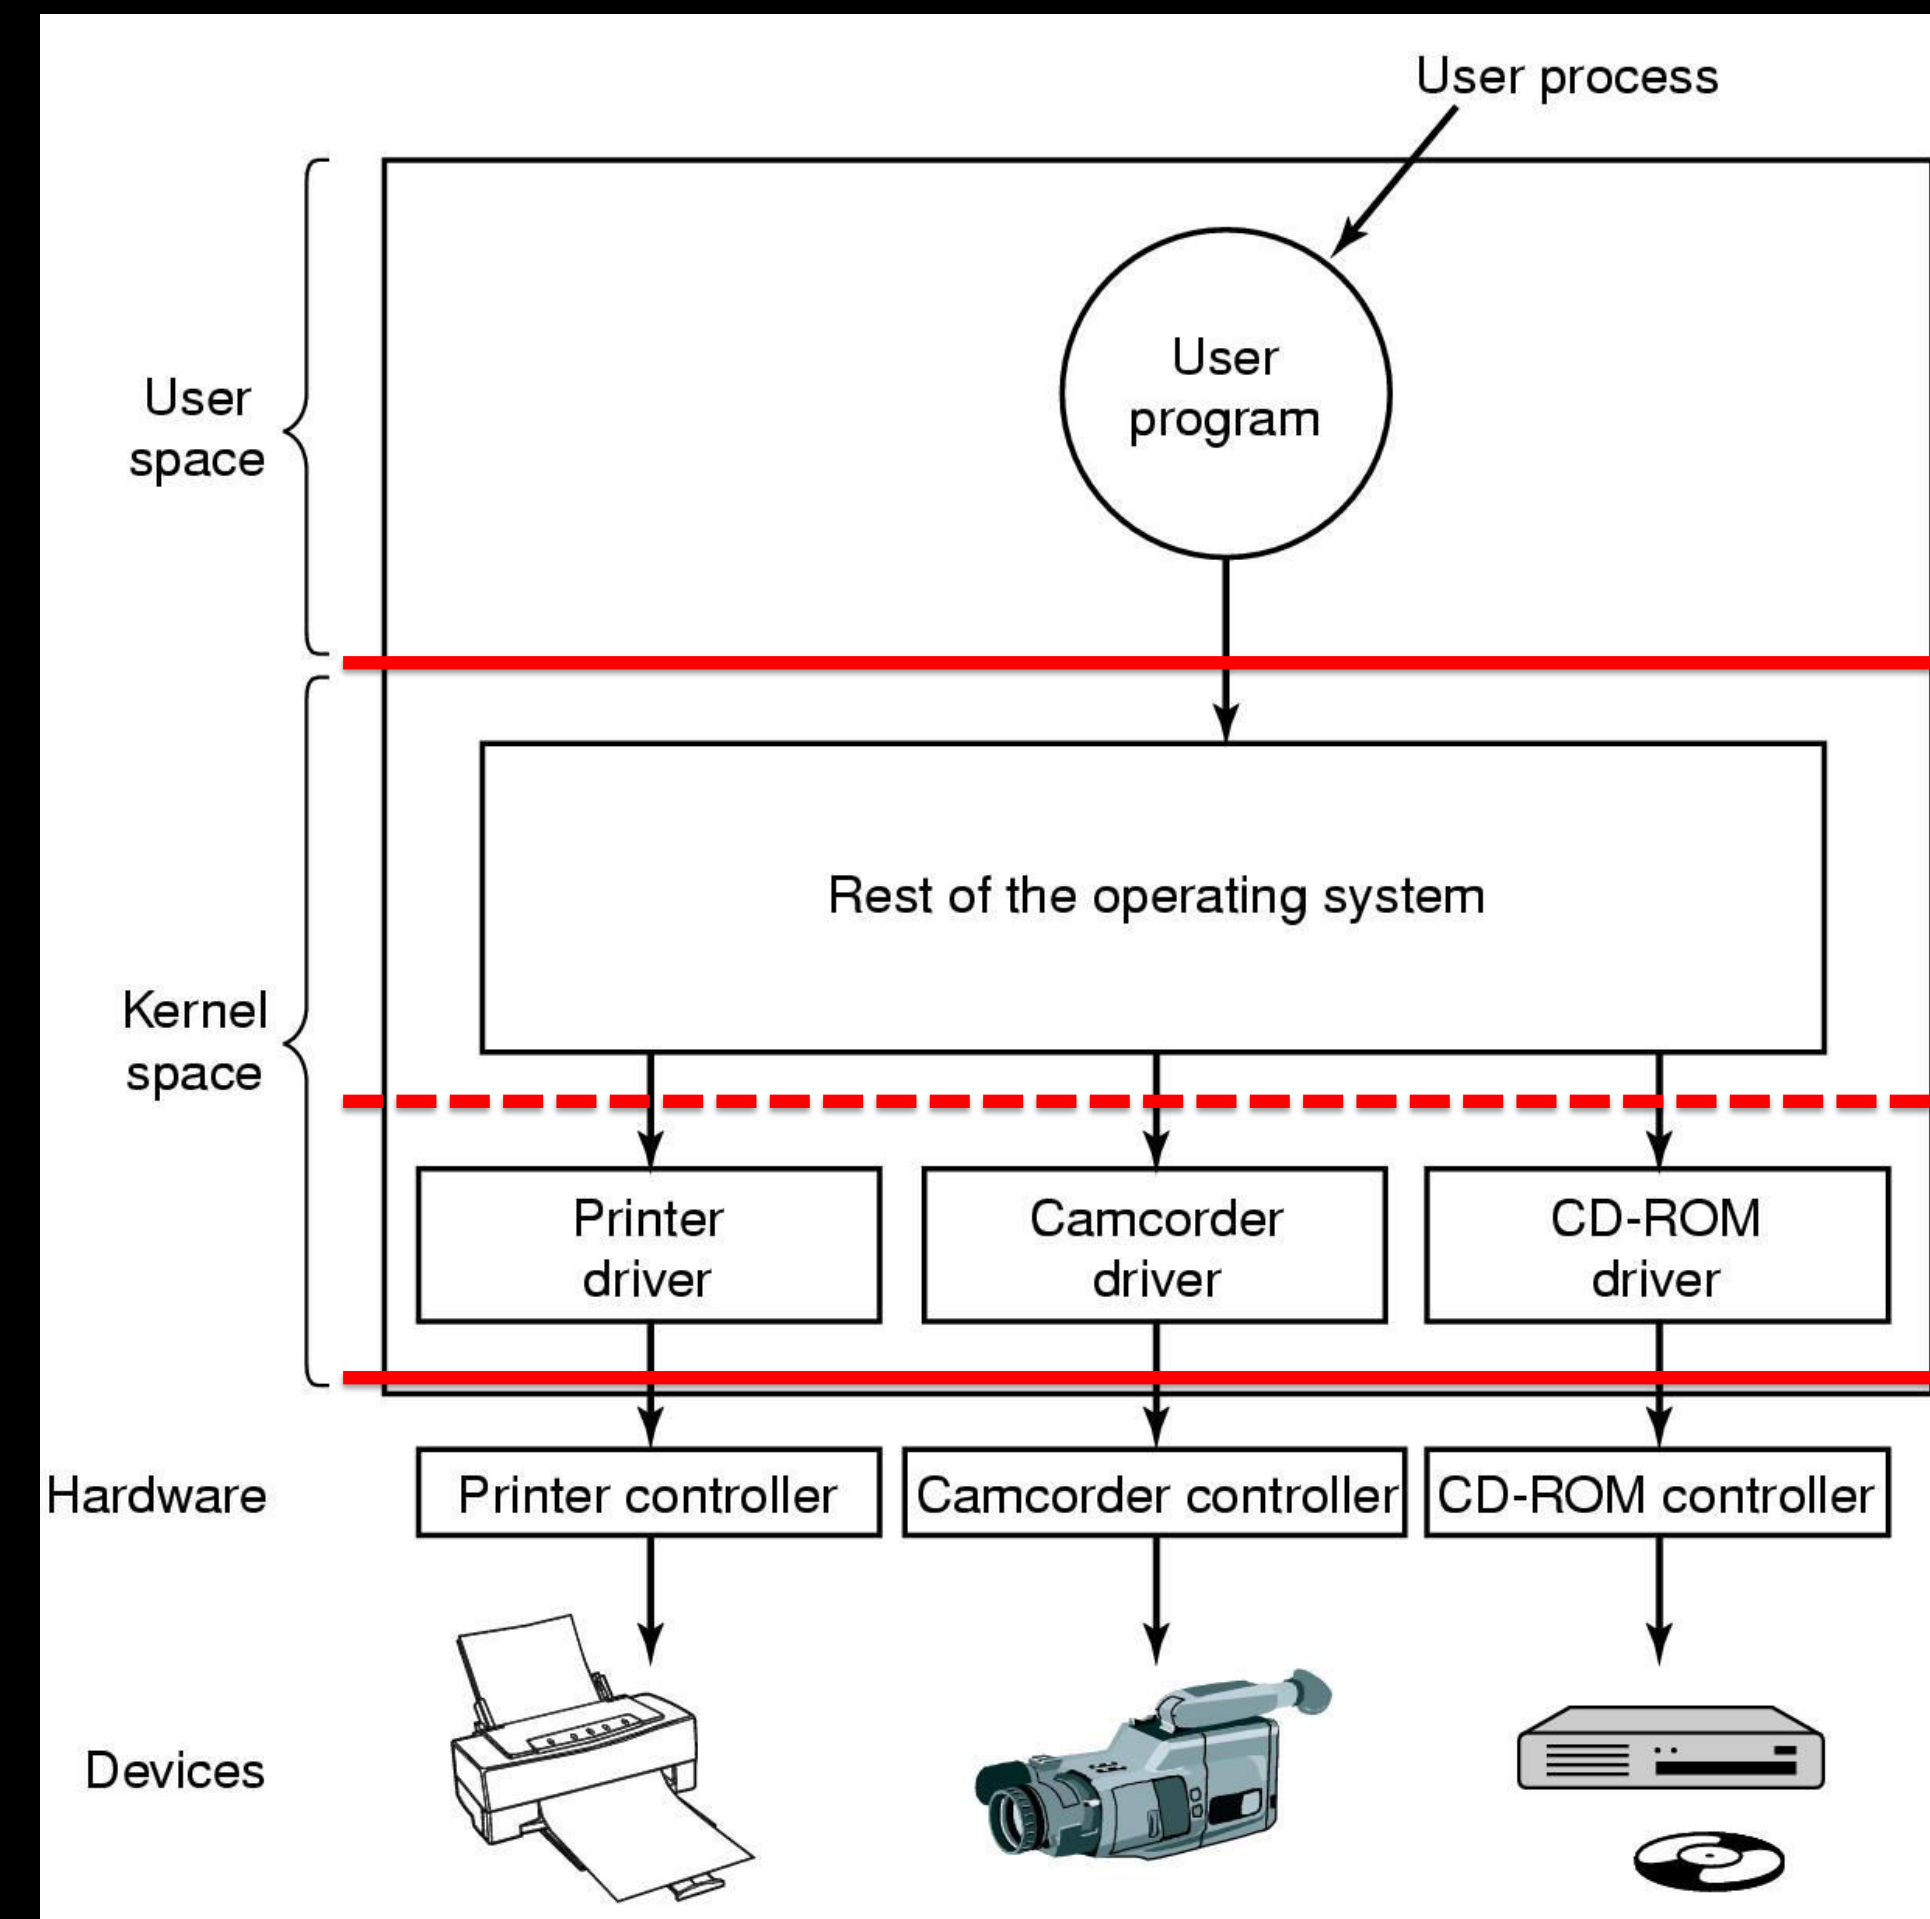 User process
User
program
User
space
Rest of the operating system
Kernel
space
Printer
driver
Camcorder
driver
CD-ROM
driver
Hardware
Printer controller
Camcorder controller
CD-ROM controller
Devices